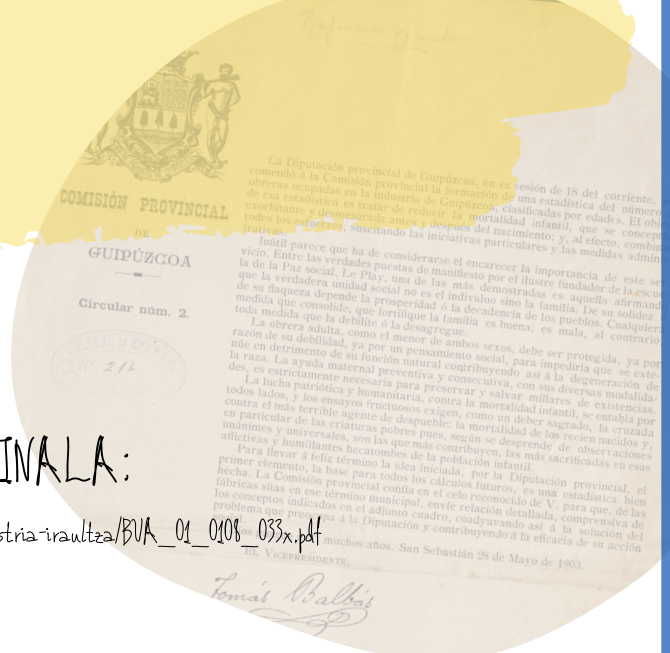 COMISIÓN PROVINCIAL
DE
GUIPÚZCOA
Circular núm. 2.
Nº 216
La Diputación provincial de Guipúzcoa, en su sesión de 18 del corriente,
comendó á la Comisión provincial la formación de una estadística del número
obreras ocupadas en la industria de Guipúzcoa, clasificadas por edades. El obje
de esa estadística es tratar de reducir la mortalidad infantil, que se concept
exorbitante y antes y después del nacimiento; y, al efecto, combin
todos los esfuerzos, suscitando las iniciativas particulares y las medidas admini
trativas
Inútil parece que ha de considerarse el encarecer la importancia de este ser
vicio. Entre las verdades puestas de manifiesto por el ilustre fundador de la escue
la de la Paz social, Le Play, una de las más demostradas es aquella afirmando
que la verdadera unidad social no es el individuo sino la familia. De su solidez
de su flaqueza depende la prosperidad ó la decadencia de los pueblos. Cualquiera
medida que consolide, que fortifique la familia es buena; es mala, al contrario
toda medida que la debilite ó la desagregue.
La obrera adulta, como el menor de ambos sexos, debe ser protegida, ya por
razón de su debilidad, ya por un pensamiento social, para impedirla que se exte-
núe en detrimento de su función natural contribuyendo así á la degeneración de
la raza. La ayuda maternal preventiva y consecutiva, con sus diversas modalida-
des, es estrictamente necesaria para preservar y salvar millares de existencias.
La lucha patriótica y humanitaria, contra la mortalidad infantil, se entabla por
todos lados, y los ensayos fructuosos exigen, como un deber sagrado, la cruzada
contra el más terrible agente de despueble: la mortalidad de los recien nacidos y,
en particular de las criaturas pobres pues, según se desprende de observaciones
unánimes y universales, son las que más contribuyen, las más sacrificadas en esas
aflictivas y humillantes hecatombes de la población infantil.
Para llevar á feliz término la idea iniciada, por la Diputación provincial, el
primer elemento, la base para todos los cálculos futuros, es una estadística bien
hecha. La Comisión provincial confía en el celo reconocido de V. para que, de las
fábricas sitas en ese término municipal, envíe relación detallada, comprensiva de
los conceptos indicados en el adjunto cuadro, coadyuvando así á la solución del
problema que preocupa á la Diputación y contribuyendo á la eficacia de su acción
muchos años. San Sebastián 28 de Mayo de 1903.
EL VICEPRESIDENTE,
Tomás Balbás
INALA:
stria-iraultza/BUA_01_0108_033x.pdf